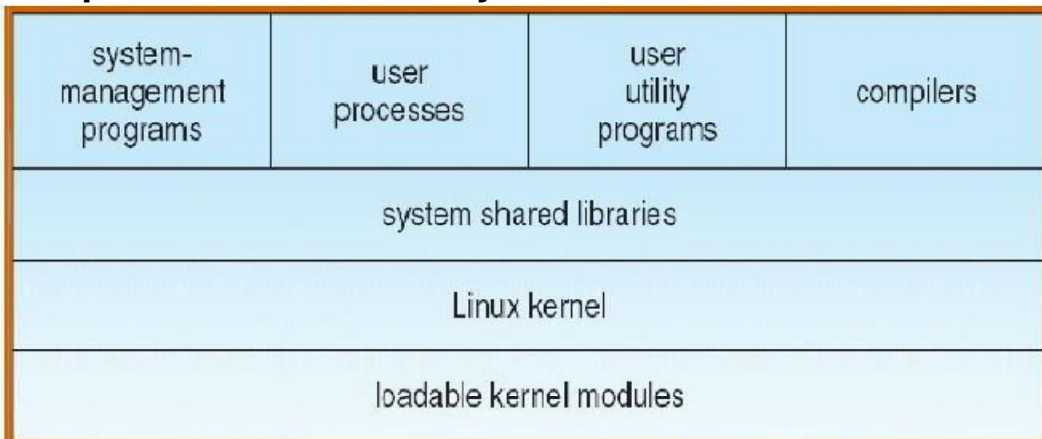 system-
management
programs
user
processes
user
utility
programs
compilers
system shared libraries
Linux kernel
loadable kernel modules